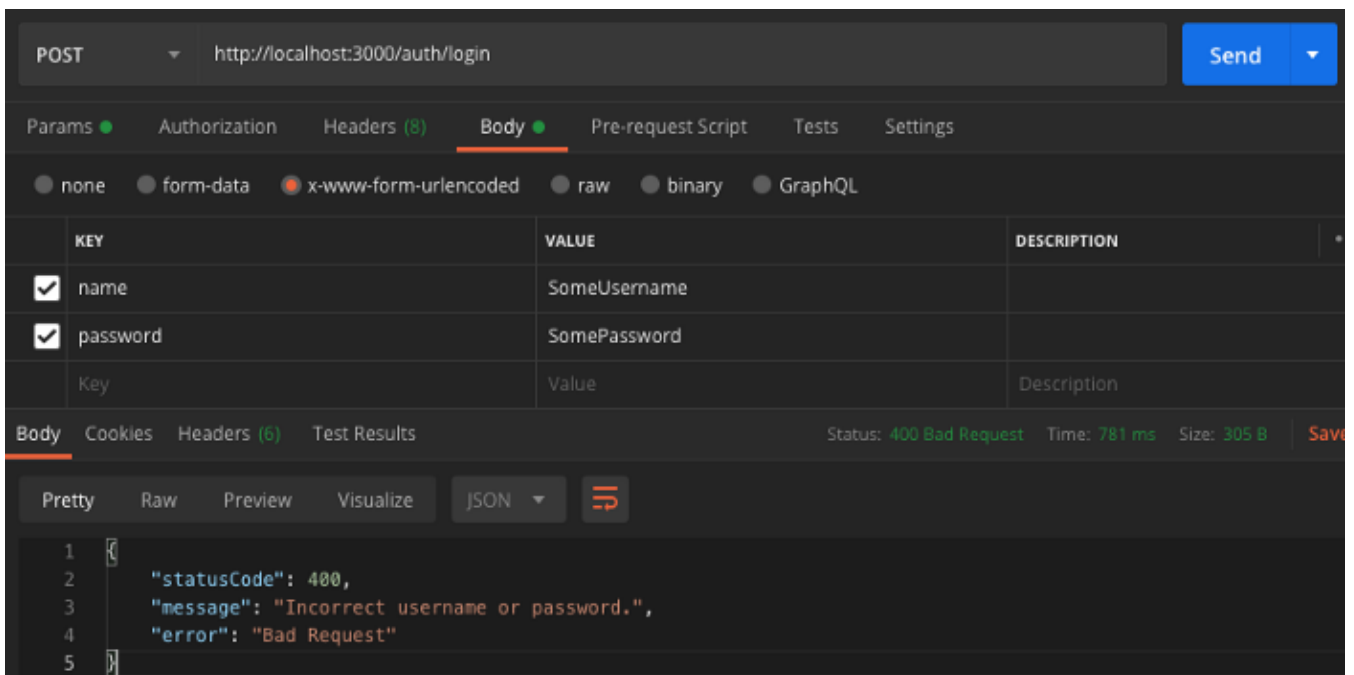 POST http://localhost:3000/auth/login Send
Params Authorization Headers (8) Body Pre-request Script Tests Settings
none form-data x-www-form-urlencoded raw binary GraphQL
KEY VALUE DESCRIPTION
name SomeUsername
password SomePassword
Key Value Description
Body Cookies Headers (6) Test Results Status: 400 Bad Request Time: 781 ms Size: 305 B Save
Pretty Raw Preview Visualize JSON
1 {
2 "statusCode": 400,
3 "message": "Incorrect username or password.",
4 "error": "Bad Request"
5 }